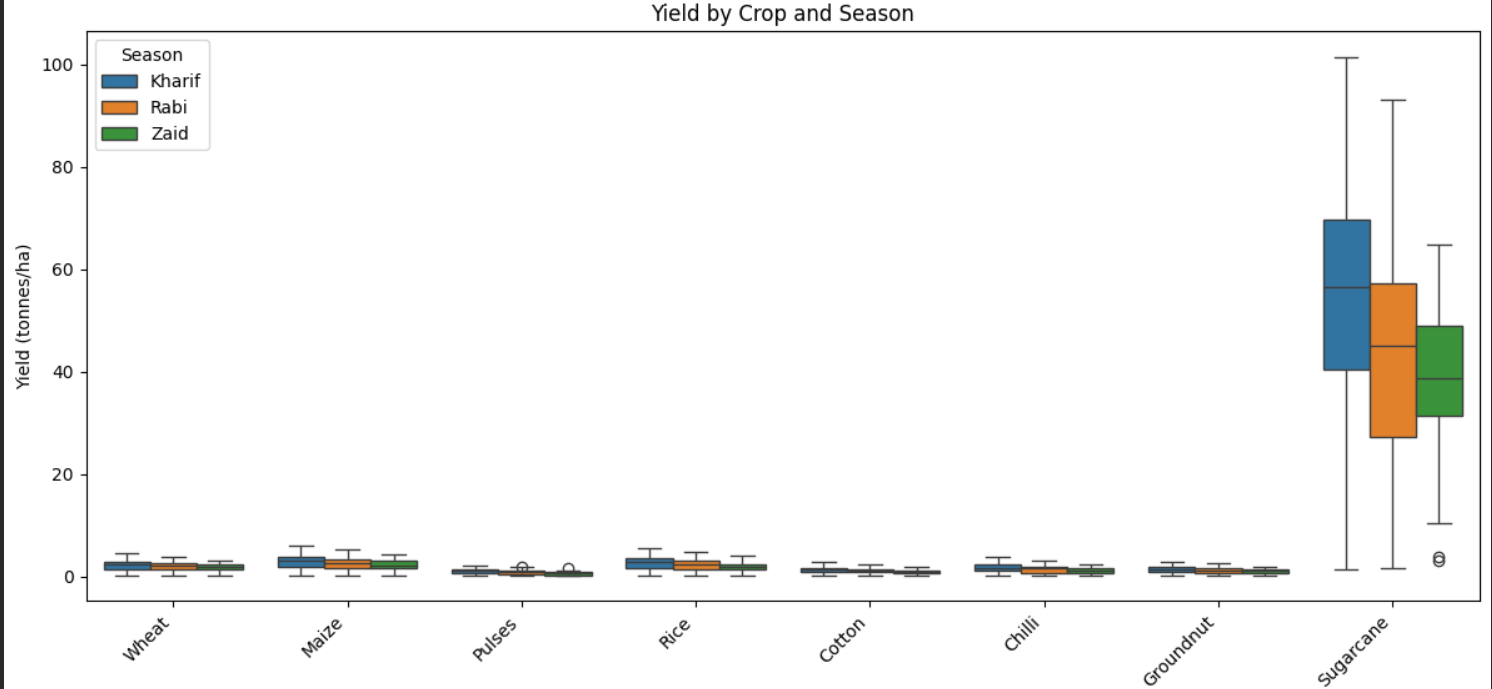 Yield by Crop and Season
Season
Kharif
Rabi
Zaid
Yield (tonnes/ha)
100
80
60
40
20
0
Wheat
Maize
Pulses
Rice
Cotton
Chilli
Groundnut
Sugarcane